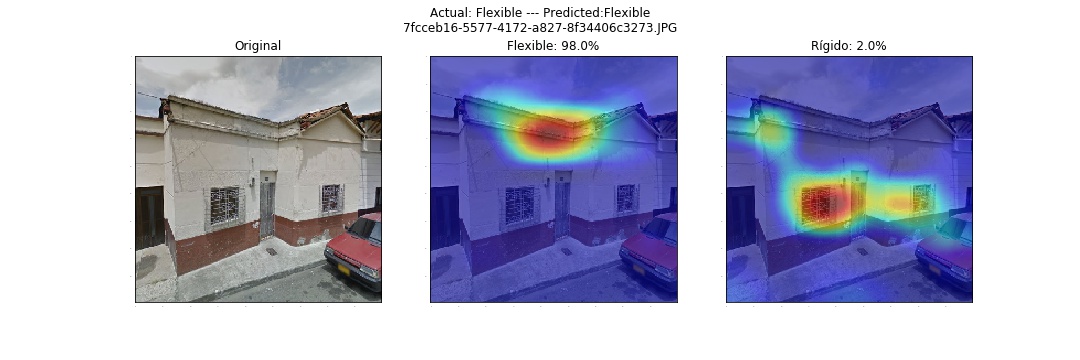 Actual: Flexible --- Predicted:Flexible
7fcceb16-5577-4172-a827-8f34406c3273.JPG
Original
Flexible: 98.0%
Rígido: 2.0%